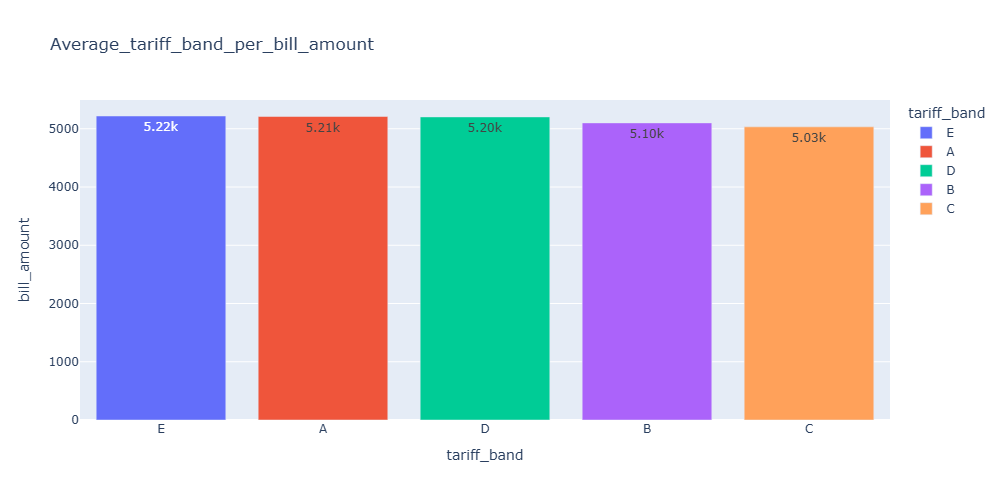 Average_tariff_band_per_bill_amount
tariff_band
E
A
D
B
C
5.22k
5.21k
5.20k
5.10k
5.03k
5000
4000
3000
2000
1000
0
bill_amount
E
A
D
B
C
tariff_band